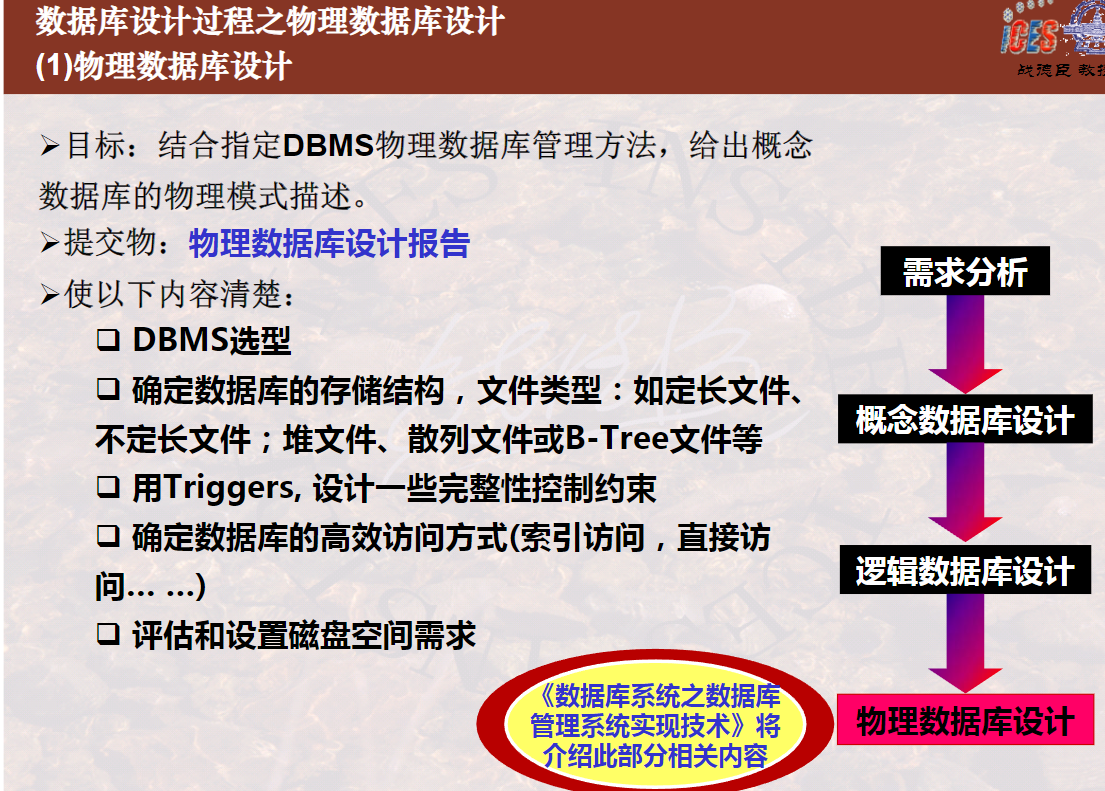 数据库设计过程之物理数据库设计
(1)物理数据库设计
iCES
战德臣 教授
➢目标：结合指定DBMS物理数据库管理方法，给出概念
数据库的物理模式描述。
➢提交物：物理数据库设计报告
➢使以下内容清楚：
❑ DBMS选型
❑ 确定数据库的存储结构，文件类型：如定长文件、
不定长文件；堆文件、散列文件或B-Tree文件等
❑ 用Triggers, 设计一些完整性控制约束
❑ 确定数据库的高效访问方式(索引访问，直接访
问… …)
❑ 评估和设置磁盘空间需求
需求分析
概念数据库设计
逻辑数据库设计
物理数据库设计
《数据库系统之数据库
管理系统实现技术》将
介绍此部分相关内容